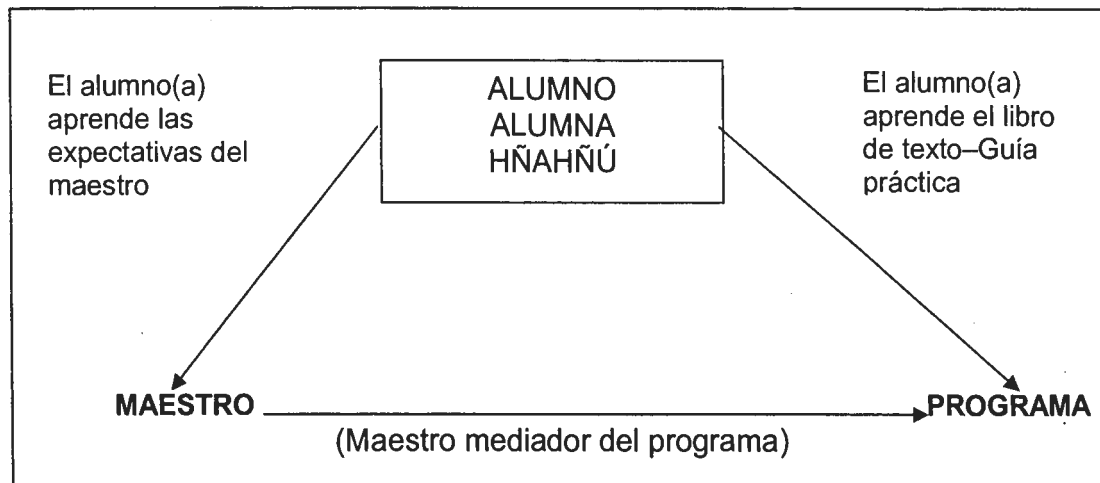 El alumno(a)
aprende las
expectativas del
maestro
ALUMNO
ALUMNA
HÑAHÑÚ
El alumno(a)
aprende el libro
de texto–Guía
práctica
MAESTRO
PROGRAMA
(Maestro mediador del programa)